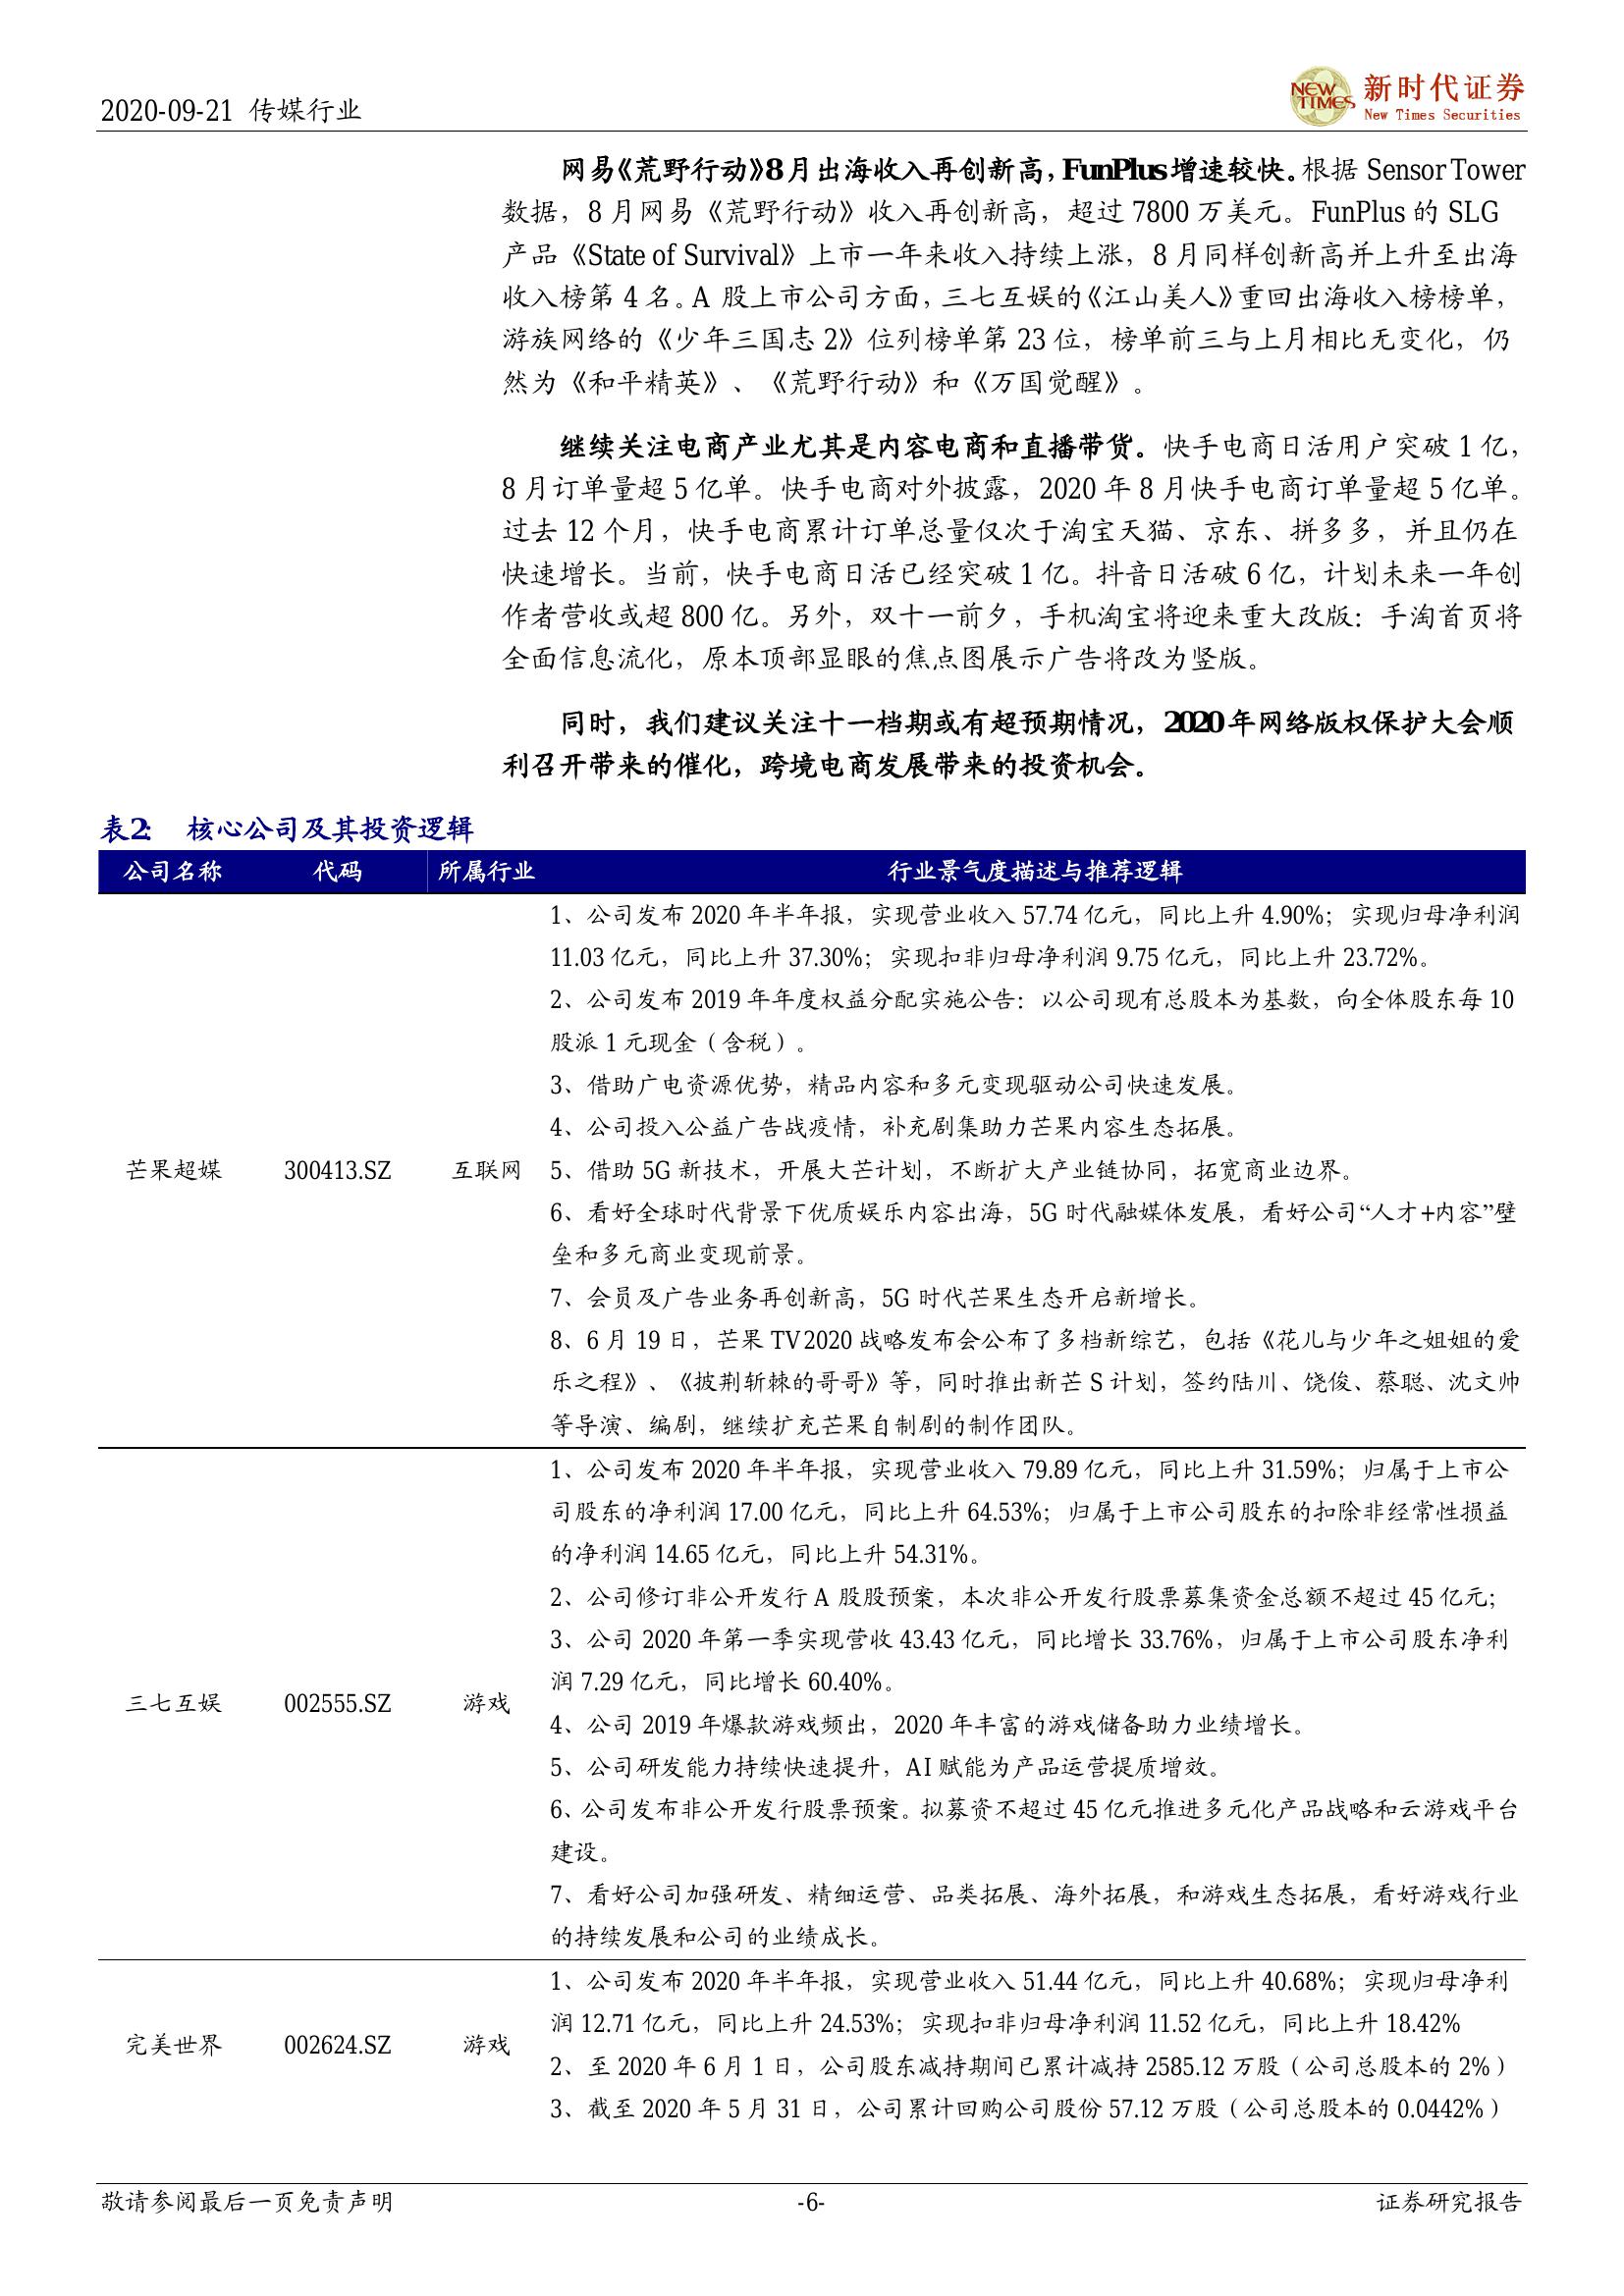 2020-09-21 传媒行业
NEW TIMES
新时代证券
New Times Securities
网易《荒野行动》8月出海收入再创新高，FunPlus 增速较快。根据 Sensor Tower
数据，8 月网易《荒野行动》收入再创新高，超过 7800 万美元。FunPlus 的 SLG
产品《State of Survival》上市一年来收入持续上涨，8 月同样创新高并上升至出海
收入榜第 4 名。A 股上市公司方面，三七互娱的《江山美人》重回出海收入榜榜单，
游族网络的《少年三国志 2》位列榜单第 23 位，榜单前三与上月相比无变化，仍
然为《和平精英》、《荒野行动》和《万国觉醒》。
继续关注电商产业尤其是内容电商和直播带货。快手电商日活用户突破 1 亿，
8 月订单量超 5 亿单。快手电商对外披露，2020 年 8 月快手电商订单量超 5 亿单。
过去 12 个月，快手电商累计订单总量仅次于淘宝天猫、京东、拼多多，并且仍在
快速增长。当前，快手电商日活已经突破 1 亿。抖音日活破 6 亿，计划未来一年创
作者营收或超 800 亿。另外，双十一前夕，手机淘宝将迎来重大改版：手淘首页将
全面信息流化，原本顶部显眼的焦点图展示广告将改为竖版。
同时，我们建议关注十一档期或有超预期情况，2020 年网络版权保护大会顺
利召开带来的催化，跨境电商发展带来的投资机会。
表2： 核心公司及其投资逻辑
公司名称 代码 所属行业 行业景气度描述与推荐逻辑
1、公司发布 2020 年半年报，实现营业收入 57.74 亿元，同比上升 4.90%；实现归母净利润
11.03 亿元，同比上升 37.30%；实现扣非归母净利润 9.75 亿元，同比上升 23.72%。
2、公司发布 2019 年年度权益分配实施公告：以公司现有总股本为基数，向全体股东每 10
股派 1 元现金（含税）。
3、借助广电资源优势，精品内容和多元变现驱动公司快速发展。
4、公司投入公益广告战疫情，补充剧集助力芒果内容生态拓展。
芒果超媒 300413.SZ 互联网 5、借助 5G 新技术，开展大芒计划，不断扩大产业链协同，拓宽商业边界。
6、看好全球时代背景下优质娱乐内容出海，5G 时代融媒体发展，看好公司“人才+内容”壁
垒和多元商业变现前景。
7、会员及广告业务再创新高，5G 时代芒果生态开启新增长。
8、6 月 19 日，芒果 TV2020 战略发布会公布了多档新综艺，包括《花儿与少年之姐姐的爱
乐之程》、《披荆斩棘的哥哥》等，同时推出新芒 S 计划，签约陆川、饶俊、蔡聪、沈文帅
等导演、编剧，继续扩充芒果自制剧的制作团队。
1、公司发布 2020 年半年报，实现营业收入 79.89 亿元，同比上升 31.59%；归属于上市公
司股东的净利润 17.00 亿元，同比上升 64.53%；归属于上市公司股东的扣除非经常性损益
的净利润 14.65 亿元，同比上升 54.31%。
2、公司修订非公开发行 A 股股预案，本次非公开发行股票募集资金总额不超过 45 亿元；
3、公司 2020 年第一季实现营收 43.43 亿元，同比增长 33.76%，归属于上市公司股东净利
润 7.29 亿元，同比增长 60.40%。
三七互娱 002555.SZ 游戏
4、公司 2019 年爆款游戏频出，2020 年丰富的游戏储备助力业绩增长。
5、公司研发能力持续快速提升，AI 赋能为产品运营提质增效。
6、公司发布非公开发行股票预案。拟募资不超过 45 亿元推进多元化产品战略和云游戏平台
建设。
7、看好公司加强研发、精细运营、品类拓展、海外拓展，和游戏生态拓展，看好游戏行业
的持续发展和公司的业绩成长。
1、公司发布 2020 年半年报，实现营业收入 51.44 亿元，同比上升 40.68%；实现归母净利
润 12.71 亿元，同比上升 24.53%；实现扣非归母净利润 11.52 亿元，同比上升 18.42%
完美世界 002624.SZ 游戏
2、至 2020 年 6 月 1 日，公司股东减持期间已累计减持 2585.12 万股（公司总股本的 2%）
3、截至 2020 年 5 月 31 日，公司累计回购公司股份 57.12 万股（公司总股本的 0.0442%）
敬请参阅最后一页免责声明 -6- 证券研究报告